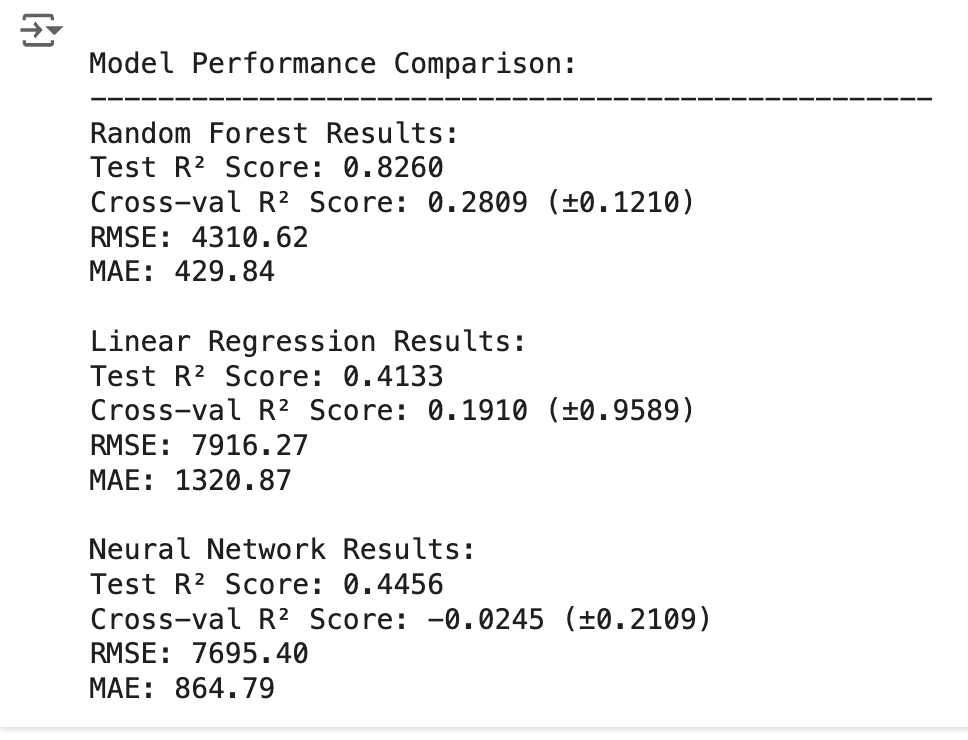 Model Performance Comparison:
--------------------------------------------------
Random Forest Results:
Test R² Score: 0.8260
Cross-val R² Score: 0.2809 (±0.1210)
RMSE: 4310.62
MAE: 429.84
Linear Regression Results:
Test R² Score: 0.4133
Cross-val R² Score: 0.1910 (±0.9589)
RMSE: 7916.27
MAE: 1320.87
Neural Network Results:
Test R² Score: 0.4456
Cross-val R² Score: -0.0245 (±0.2109)
RMSE: 7695.40
MAE: 864.79